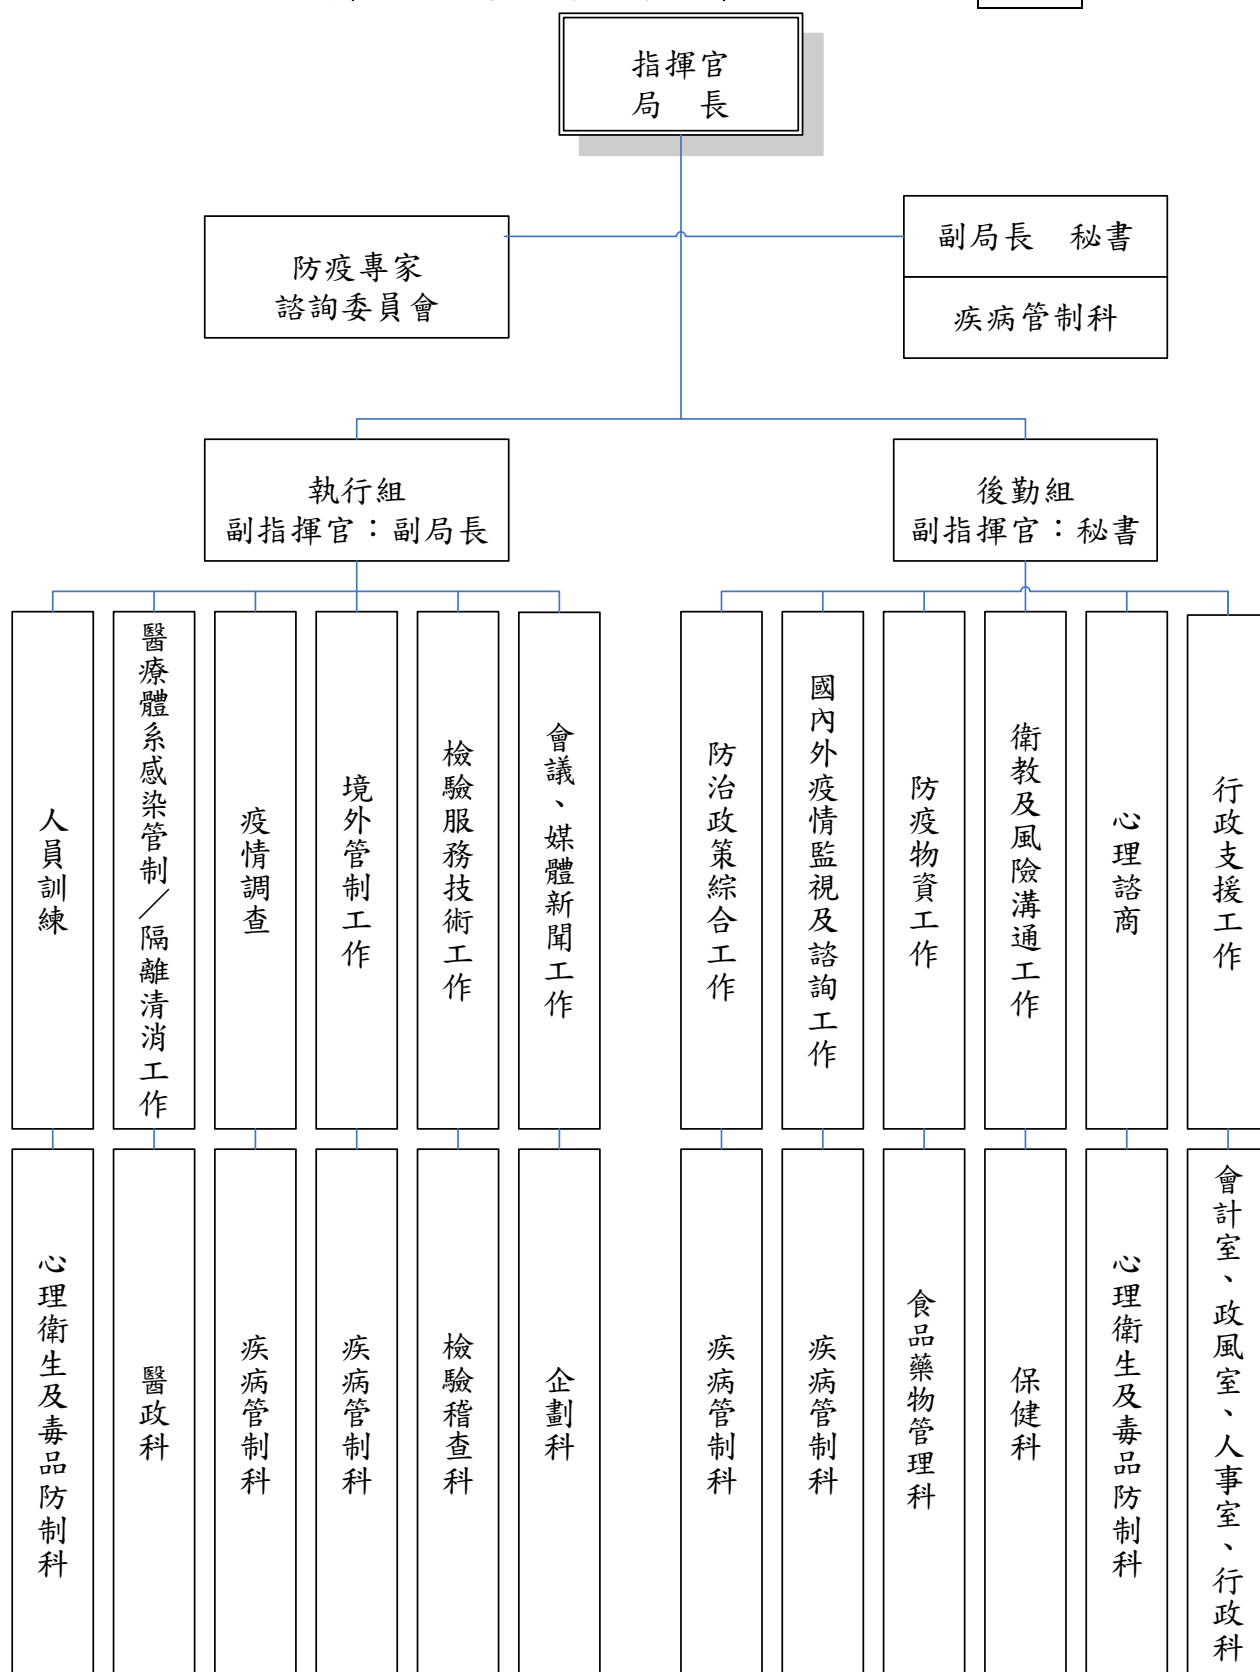 指揮官
局　長
防疫專家
諮詢委員會
副局長　秘書
疾病管制科
執行組
副指揮官：副局長
後勤組
副指揮官：秘書
人員訓練
醫療體系感染管制／隔離清消工作
疫情調查
境外管制工作
檢驗服務技術工作
會議、媒體新聞工作
防治政策綜合工作
國內外疫情監視及諮詢工作
防疫物資工作
衛教及風險溝通工作
心理諮商
行政支援工作
心理衛生及毒品防制科
醫政科
疾病管制科
疾病管制科
檢驗稽查科
企劃科
疾病管制科
疾病管制科
食品藥物管理科
保健科
心理衛生及毒品防制科
會計室、政風室、人事室、行政科